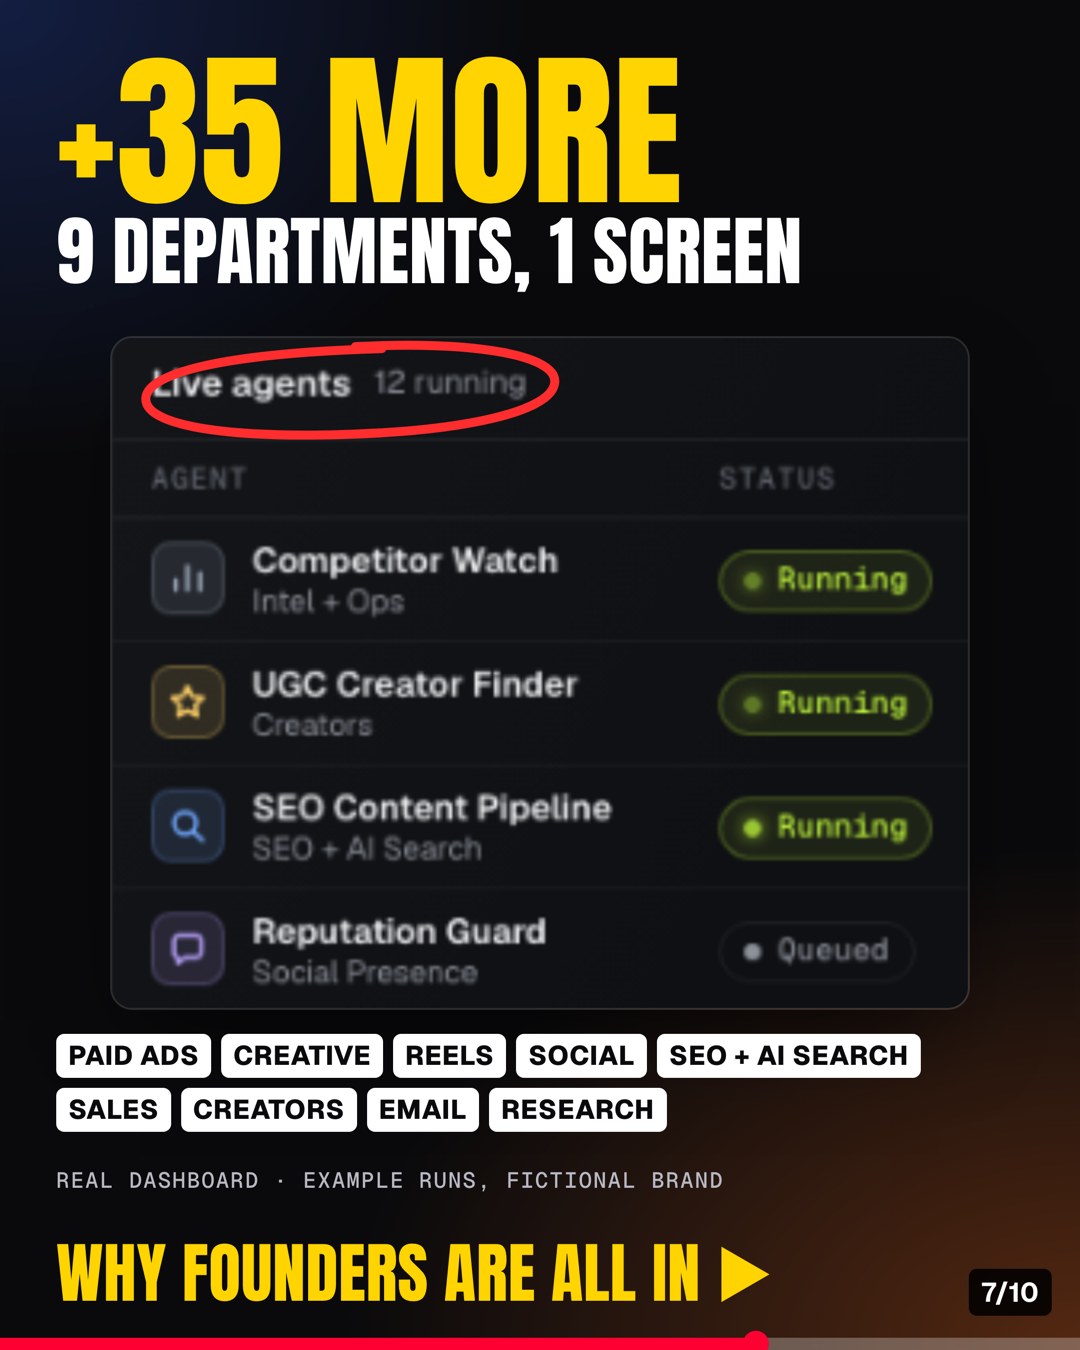 +35 MORE
9 DEPARTMENTS, 1 SCREEN
Live agents 12 running
AGENT STATUS
Competitor Watch
Intel + Ops
Running
UGC Creator Finder
Creators
Running
SEO Content Pipeline
SEO + AI Search
Running
Reputation Guard
Social Presence
Queued
PAID ADS CREATIVE REELS SOCIAL SEO + AI SEARCH
SALES CREATORS EMAIL RESEARCH
REAL DASHBOARD · EXAMPLE RUNS, FICTIONAL BRAND
WHY FOUNDERS ARE ALL IN ▶
7/10